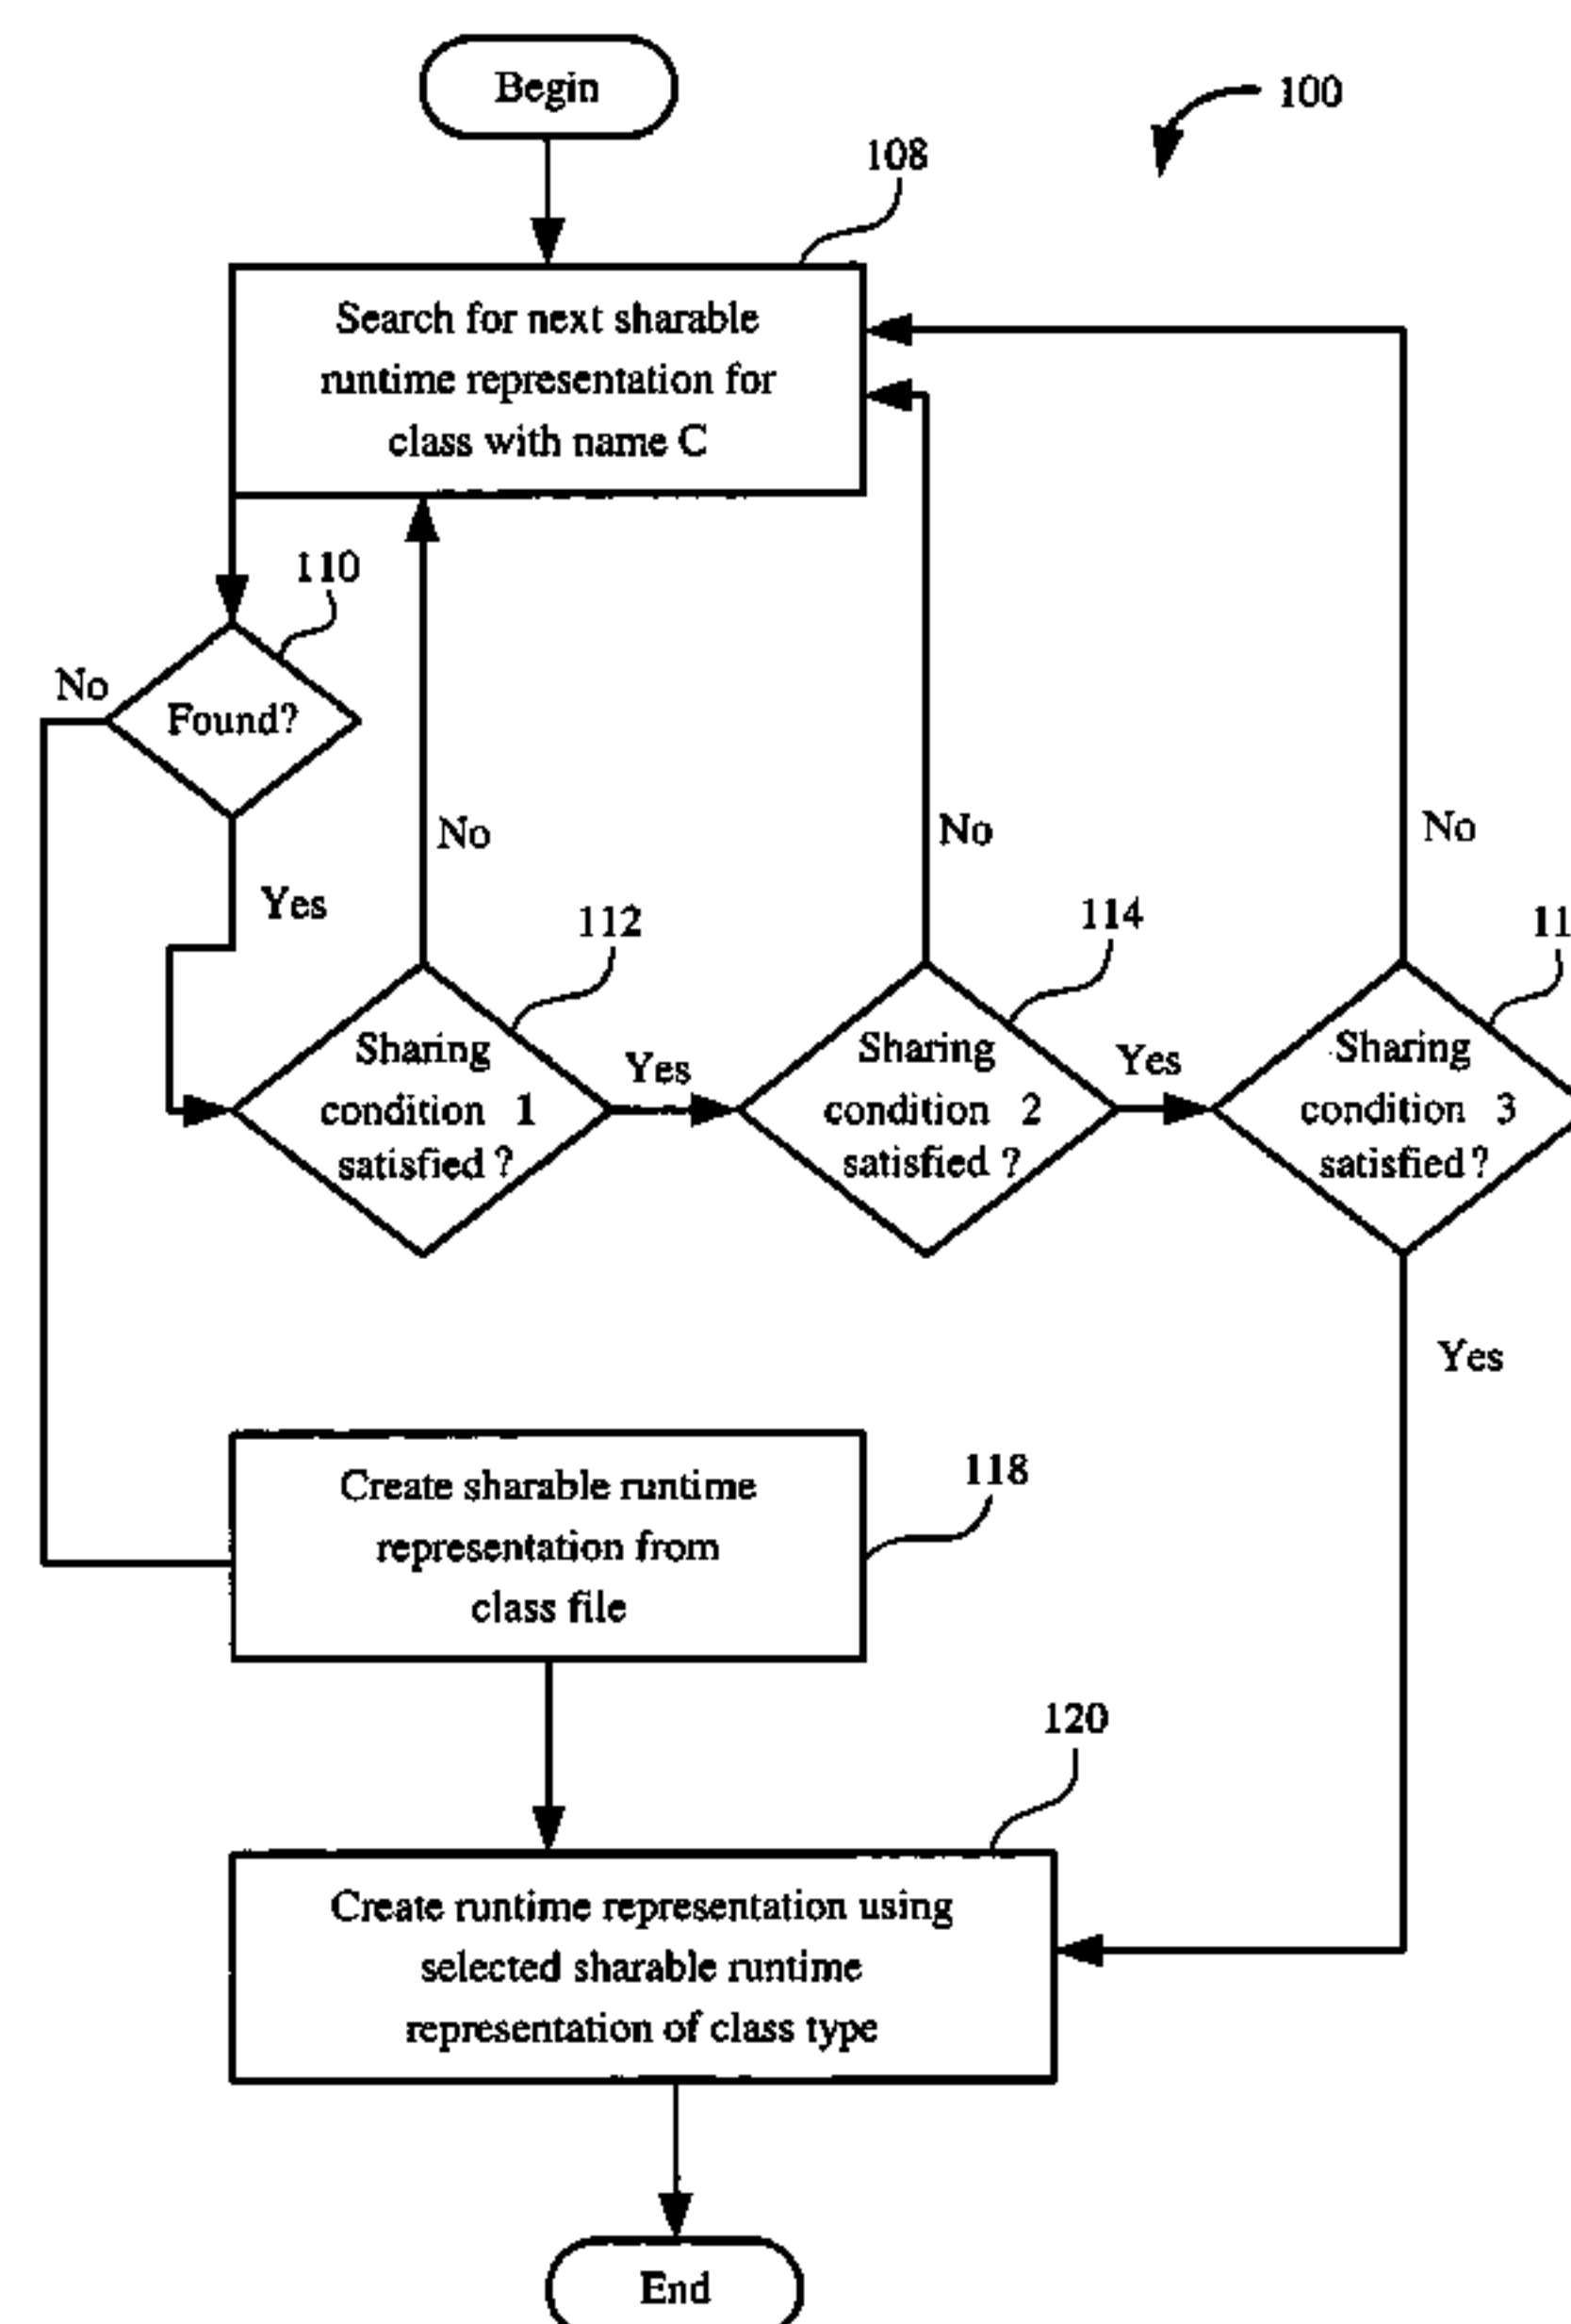 Begin
100
108
Search for next sharable
runtime representation for
class with name C
110
No
Found?
Yes
No
No
No
112
114
11
Sharing
condition 1
satisfied?
Yes
Sharing
condition 2
satisfied?
Yes
Sharing
condition 3
satisfied?
Yes
Create sharable runtime
representation from
class file
118
120
Create runtime representation using
selected sharable runtime
representation of class type
End